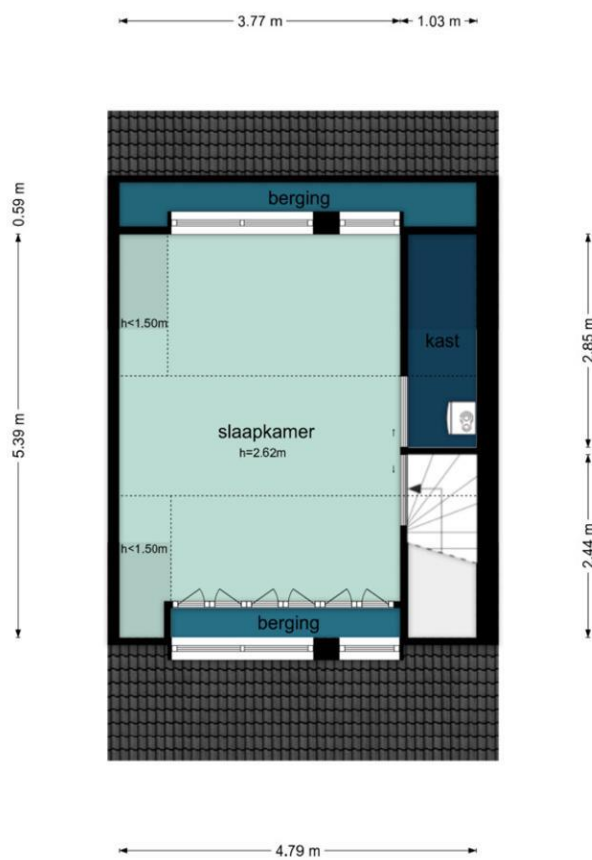 3.77 m
1.03 m
0.59 m
berging
h<1.50m
kast
2.85 m
slaapkamer
h=2.62m
5.39 m
h<1.50m
2.44 m
berging
4.79 m